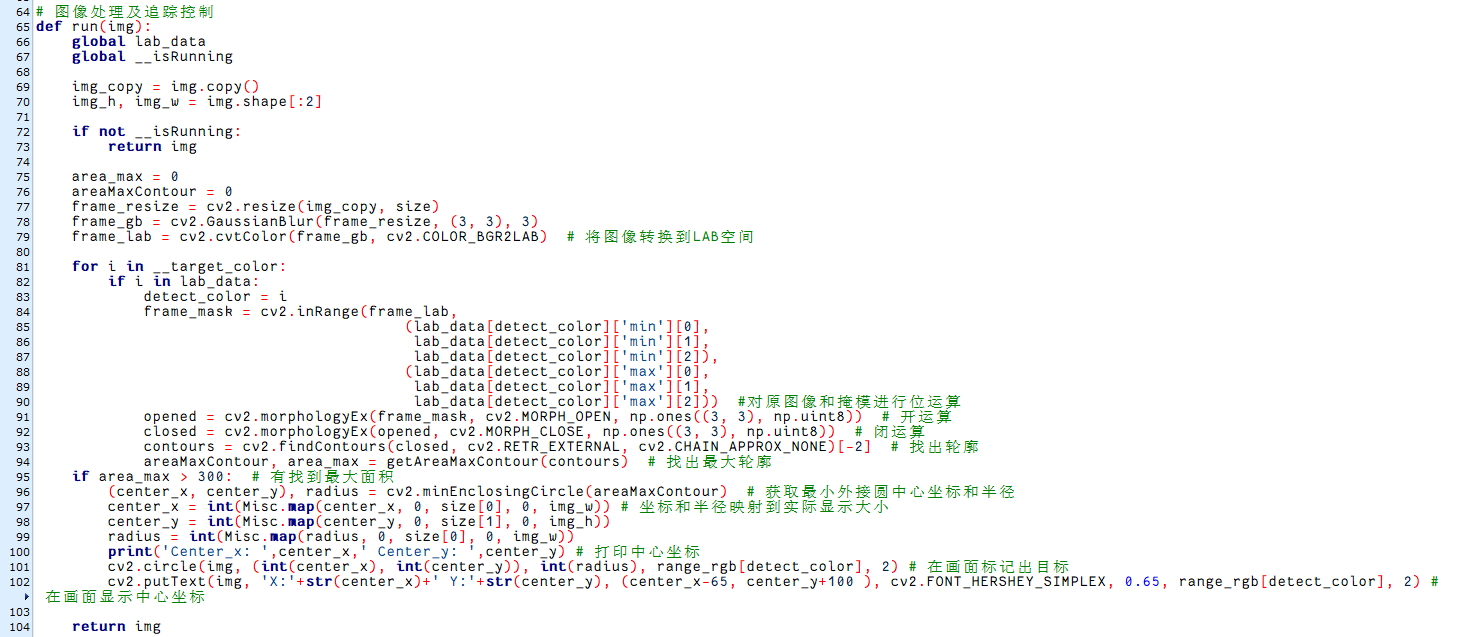 64 # 图像处理及追踪控制
65 def run(img):
66     global lab_data
67     global __isRunning
68
69     img_copy = img.copy()
70     img_h, img_w = img.shape[:2]
71
72     if not __isRunning:
73         return img
74
75     area_max = 0
76     areaMaxContour = 0
77     frame_resize = cv2.resize(img_copy, size)
78     frame_gb = cv2.GaussianBlur(frame_resize, (3, 3), 3)
79     frame_lab = cv2.cvtColor(frame_gb, cv2.COLOR_BGR2LAB)  # 将图像转换到LAB空间
80
81     for i in __target_color:
82         if i in lab_data:
83             detect_color = i
84             frame_mask = cv2.inRange(frame_lab,
85                                          (lab_data[detect_color]['min'][0],
86                                           lab_data[detect_color]['min'][1],
87                                           lab_data[detect_color]['min'][2]),
88                                          (lab_data[detect_color]['max'][0],
89                                           lab_data[detect_color]['max'][1],
90                                           lab_data[detect_color]['max'][2]))  #对原图像和掩模进行位运算
91             opened = cv2.morphologyEx(frame_mask, cv2.MORPH_OPEN, np.ones((3, 3), np.uint8))  # 开运算
92             closed = cv2.morphologyEx(opened, cv2.MORPH_CLOSE, np.ones((3, 3), np.uint8))  # 闭运算
93             contours = cv2.findContours(closed, cv2.RETR_EXTERNAL, cv2.CHAIN_APPROX_NONE)[-2]  # 找出轮廓
94             areaMaxContour, area_max = getAreaMaxContour(contours)  # 找出最大轮廓
95     if area_max > 300:  # 有找到最大面积
96         (center_x, center_y), radius = cv2.minEnclosingCircle(areaMaxContour)  # 获取最小外接圆中心坐标和半径
97         center_x = int(Misc.map(center_x, 0, size[0], 0, img_w)) # 坐标和半径映射到实际显示大小
98         center_y = int(Misc.map(center_y, 0, size[1], 0, img_h))
99         radius = int(Misc.map(radius, 0, size[0], 0, img_w))
100         print('Center_x: ',center_x,' Center_y: ',center_y) # 打印中心坐标
101         cv2.circle(img, (int(center_x), int(center_y)), int(radius), range_rgb[detect_color], 2) # 在画面标记出目标
102         cv2.putText(img, 'X:'+str(center_x)+' Y:'+str(center_y), (center_x-65, center_y+100 ), cv2.FONT_HERSHEY_SIMPLEX, 0.65, range_rgb[detect_color], 2) #
在画面显示中心坐标
103
104     return img